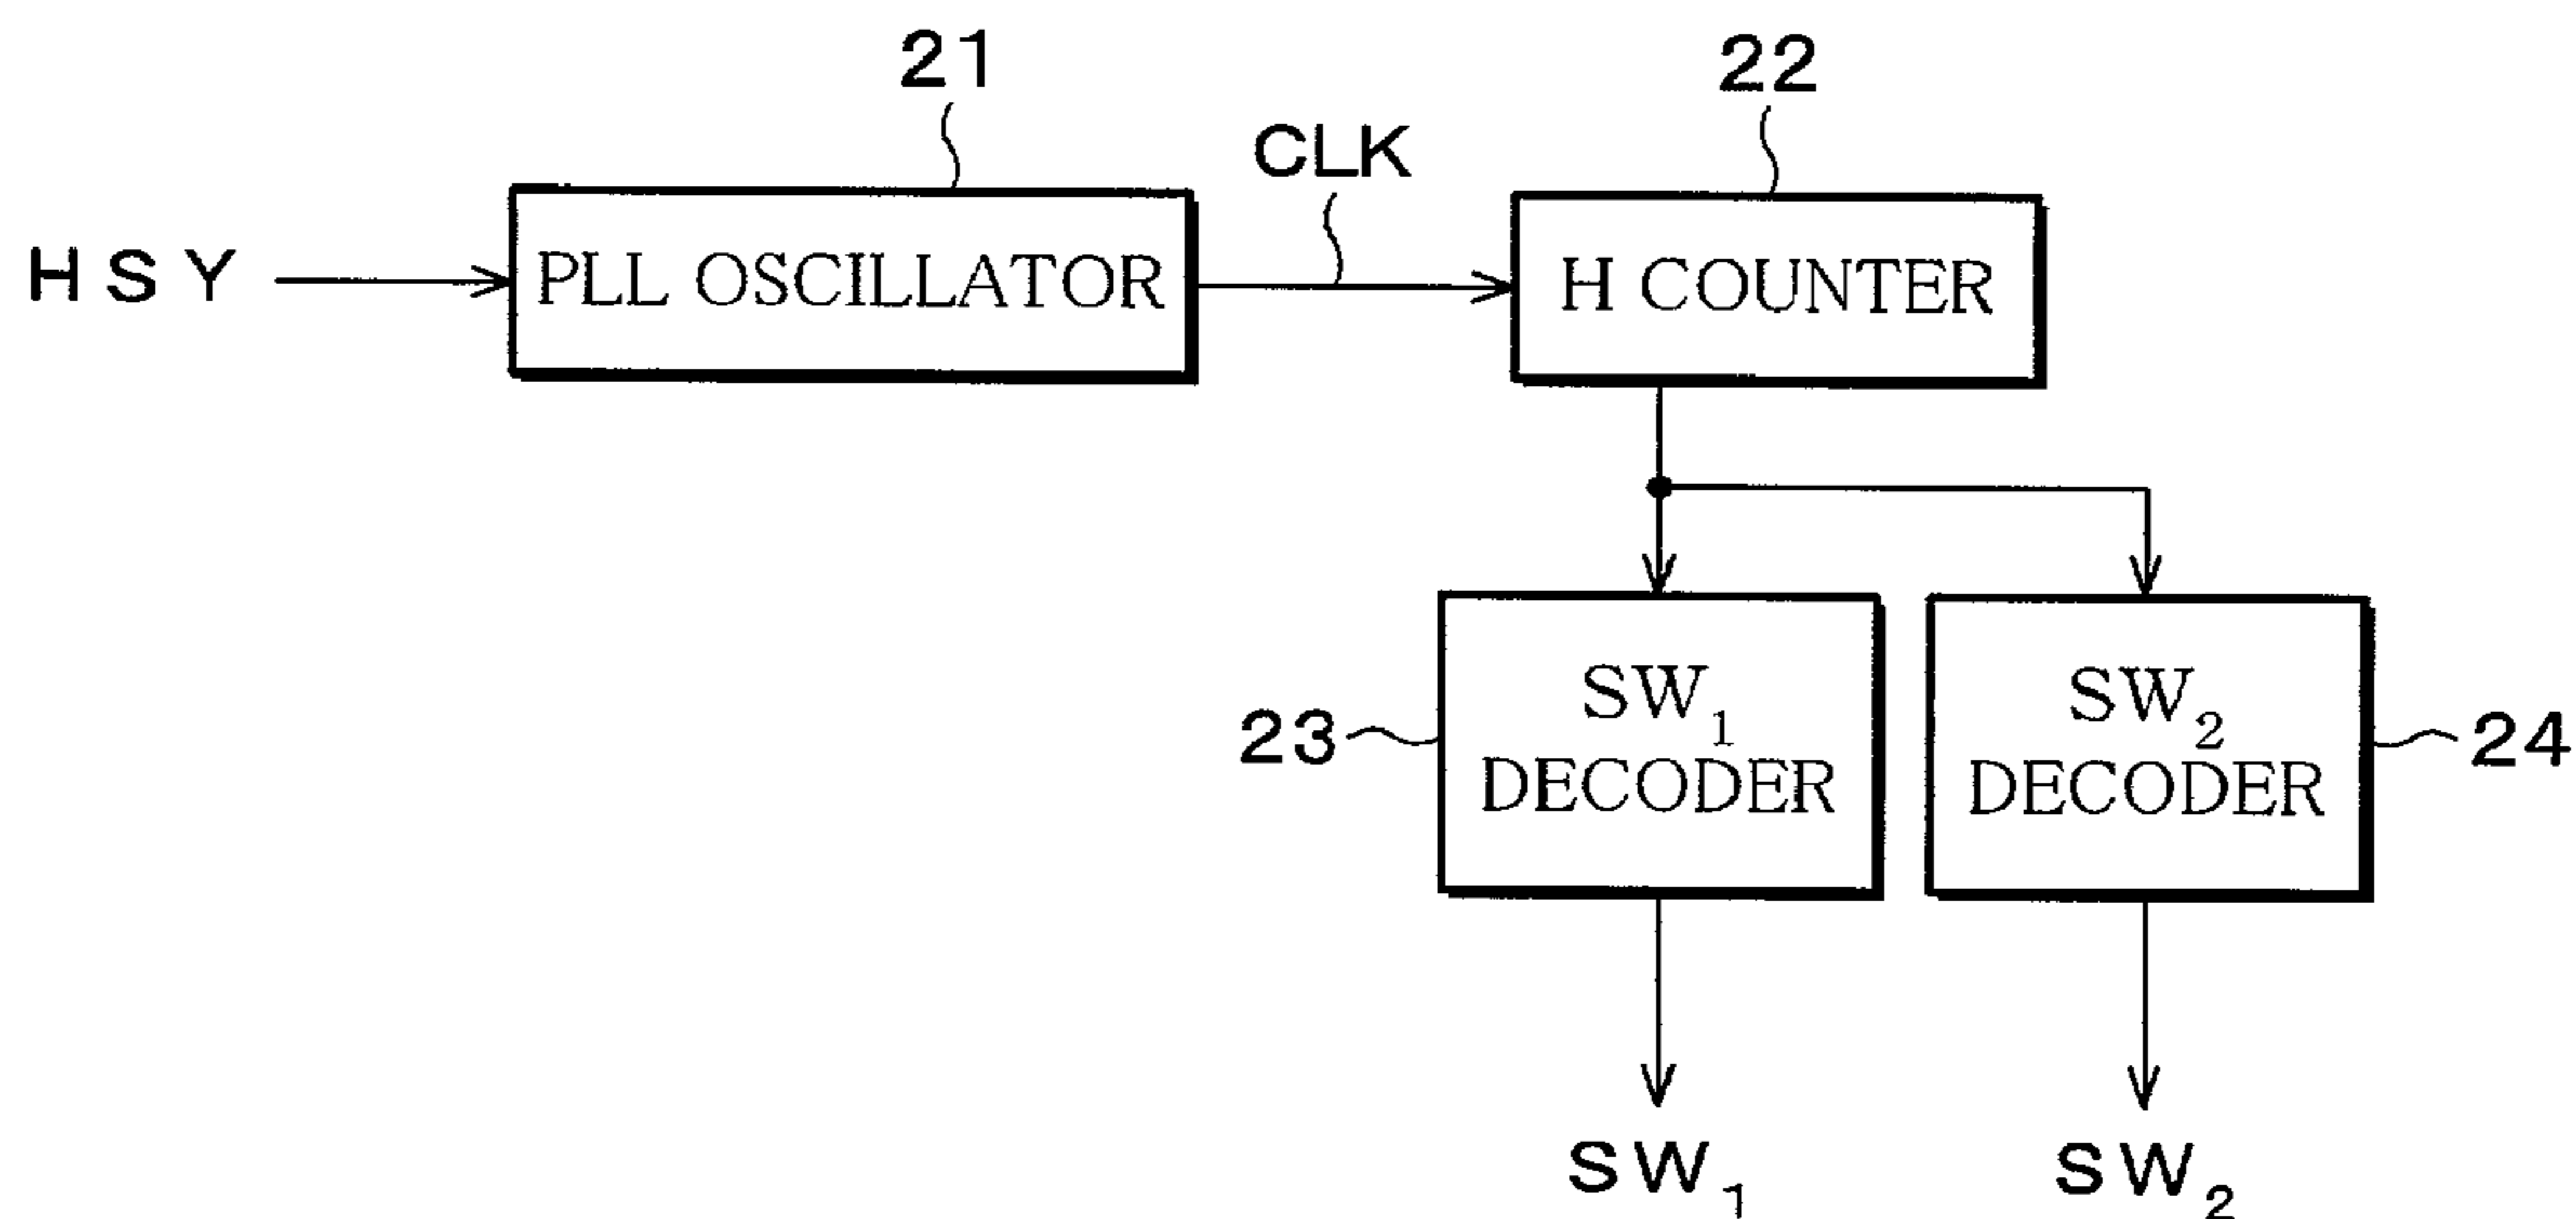 21
22
CLK
HSY
PLL OSCILLATOR
H COUNTER
SW₁
DECODER
SW₂
DECODER
23
24
SW₁
SW₂